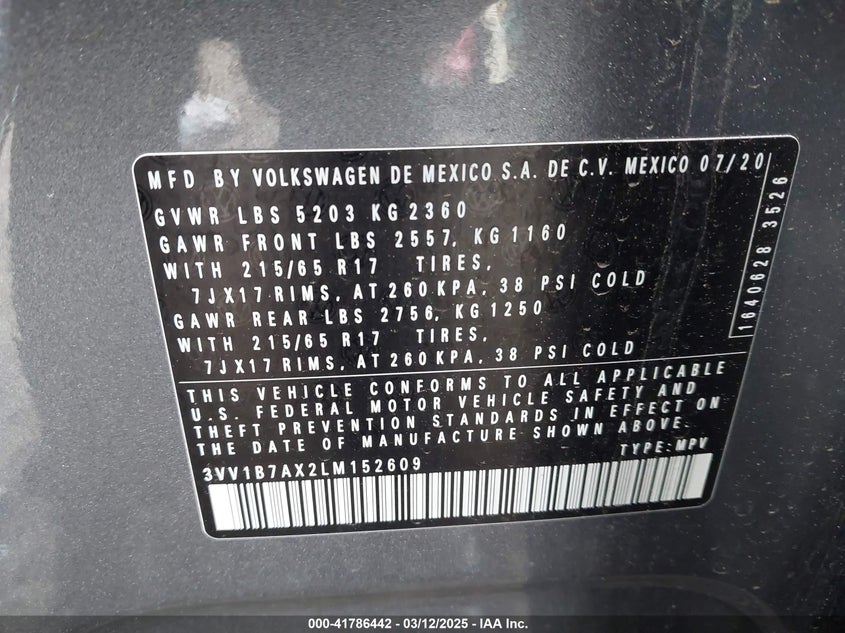 MFD BY VOLKSWAGEN DE MEXICO S.A. DE C.V. MEXICO 07/20
GVWR LBS 5203 KG 2360
GAWR FRONT LBS 2557, KG 1160
WITH 215/65 R17 TIRES,
7JX17 RIMS, AT 260 KPA, 38 PSI COLD
GAWR REAR LBS 2756, KG 1250
WITH 215/65 R17 TIRES,
7JX17 RIMS, AT 260 KPA, 38 PSI COLD
1640628 3526
THIS VEHICLE CONFORMS TO ALL APPLICABLE
U.S. FEDERAL MOTOR VEHICLE SAFETY AND
THEFT PREVENTION STANDARDS IN EFFECT ON
THE DATE OF MANUFACTURE SHOWN ABOVE.
TYPE: MPV
3VV1B7AX2LM152609
000-41786442 - 03/12/2025 - IAA Inc.